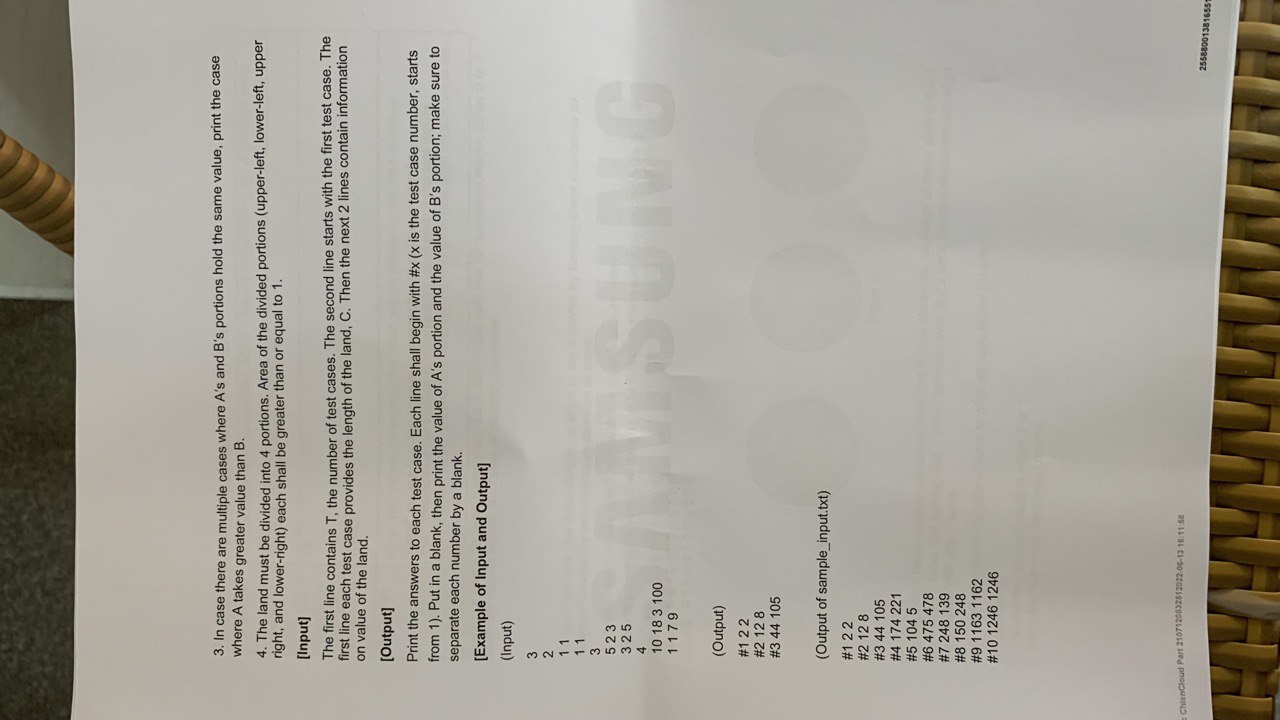 3. In case there are multiple cases where A's and B's portions hold the same value, print the case
where A takes greater value than B.
4. The land must be divided into 4 portions. Area of the divided portions (upper-left, lower-left, upper
right, and lower-right) each shall be greater than or equal to 1.
[Input]
The first line contains T, the number of test cases. The second line starts with the first test case. The
first line each test case provides the length of the land, C. Then the next 2 lines contain information
on value of the land.
[Output]
Print the answers to each test case. Each line shall begin with #x (x is the test case number, starts
from 1). Put in a blank, then print the value of A's portion and the value of B's portion; make sure to
separate each number by a blank.
[Example of Input and Output]
(Input)
3
2
1 1
1 1
3
5 2 3
3 2 5
4
10 18 3 100
1 1 7 9
(Output)
#1 2 2
#2 12 8
#3 44 105
(Output of sample_input.txt)
#1 2 2
#2 12 8
#3 44 105
#4 174 221
#5 104 5
#6 475 478
#7 248 139
#8 150 248
#9 1163 1162
#10 1246 1246
SAMSUNG